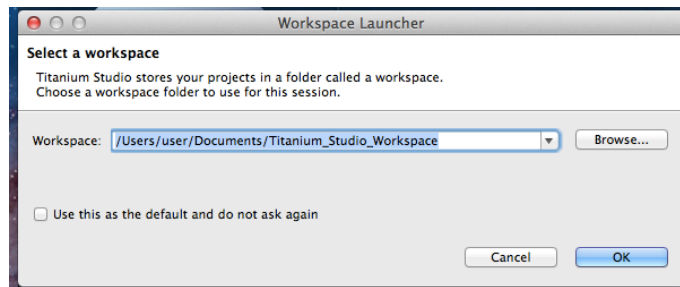 Workspace Launcher
Select a workspace
Titanium Studio stores your projects in a folder called a workspace.
Choose a workspace folder to use for this session.
Workspace: /Users/user/Documents/Titanium_Studio_Workspace Browse...
Use this as the default and do not ask again
Cancel OK